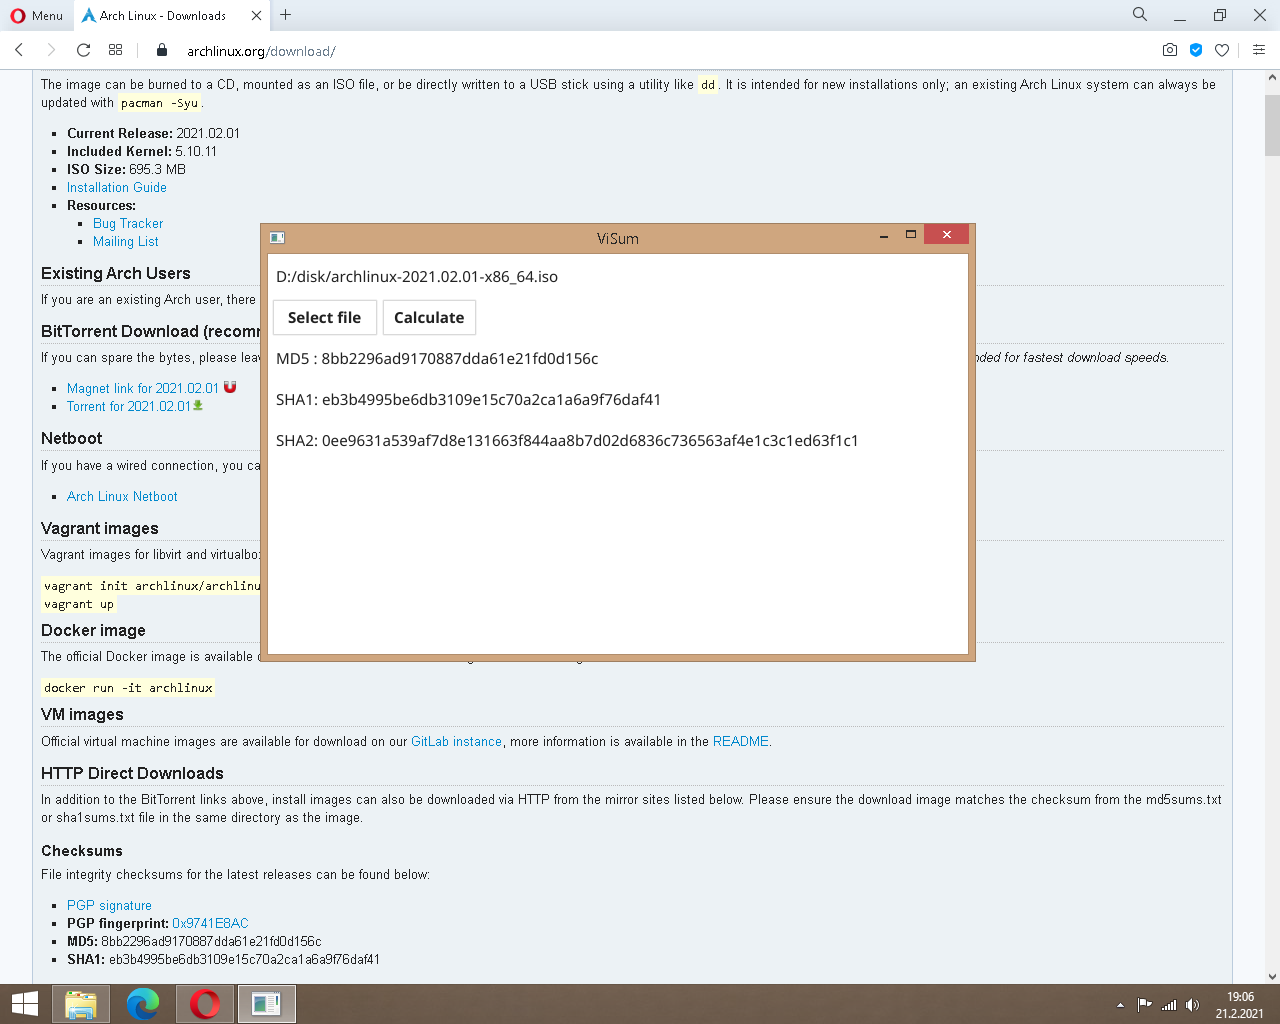 Menu
Arch Linux - Downloads
archlinux.org/download/
The image can be burned to a CD, mounted as an ISO file, or be directly written to a USB stick using a utility like dd. It is intended for new installations only; an existing Arch Linux system can always be
updated with pacman -Syu.
Current Release: 2021.02.01
Included Kernel: 5.10.11
ISO Size: 695.3 MB
Installation Guide
Resources:
Bug Tracker
Mailing List
Existing Arch Users
If you are an existing Arch user, there
BitTorrent Download (recom
If you can spare the bytes, please leav
nded for fastest download speeds.
Magnet link for 2021.02.01
Torrent for 2021.02.01
Netboot
If you have a wired connection, you ca
Arch Linux Netboot
Vagrant images
Vagrant images for libvirt and virtualbo
vagrant init archlinux/archlinu
vagrant up
Docker image
The official Docker image is available
docker run -it archlinux
VM images
Official virtual machine images are available for download on our GitLab instance, more information is available in the README.
HTTP Direct Downloads
In addition to the BitTorrent links above, install images can also be downloaded via HTTP from the mirror sites listed below. Please ensure the download image matches the checksum from the md5sums.txt
or sha1sums.txt file in the same directory as the image.
Checksums
File integrity checksums for the latest releases can be found below:
PGP signature
PGP fingerprint: 0x9741E8AC
MD5: 8bb2296ad9170887dda61e21fd0d156c
SHA1: eb3b4995be6db3109e15c70a2ca1a6a9f76daf41
ViSum
D:/disk/archlinux-2021.02.01-x86_64.iso
Select file
Calculate
MD5 : 8bb2296ad9170887dda61e21fd0d156c
SHA1: eb3b4995be6db3109e15c70a2ca1a6a9f76daf41
SHA2: 0ee9631a539af7d8e131663f844aa8b7d02d6836c736563af4e1c3c1ed63f1c1
19:06
21.2.2021